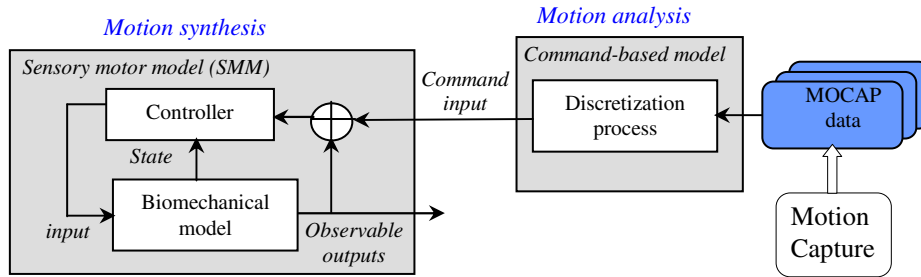 Motion synthesis
Motion analysis
Sensory motor model (SMM)
Controller
State
Biomechanical
model
input
Observable
outputs
Command
input
Command-based model
Discretization
process
MOCAP
data
Motion
Capture